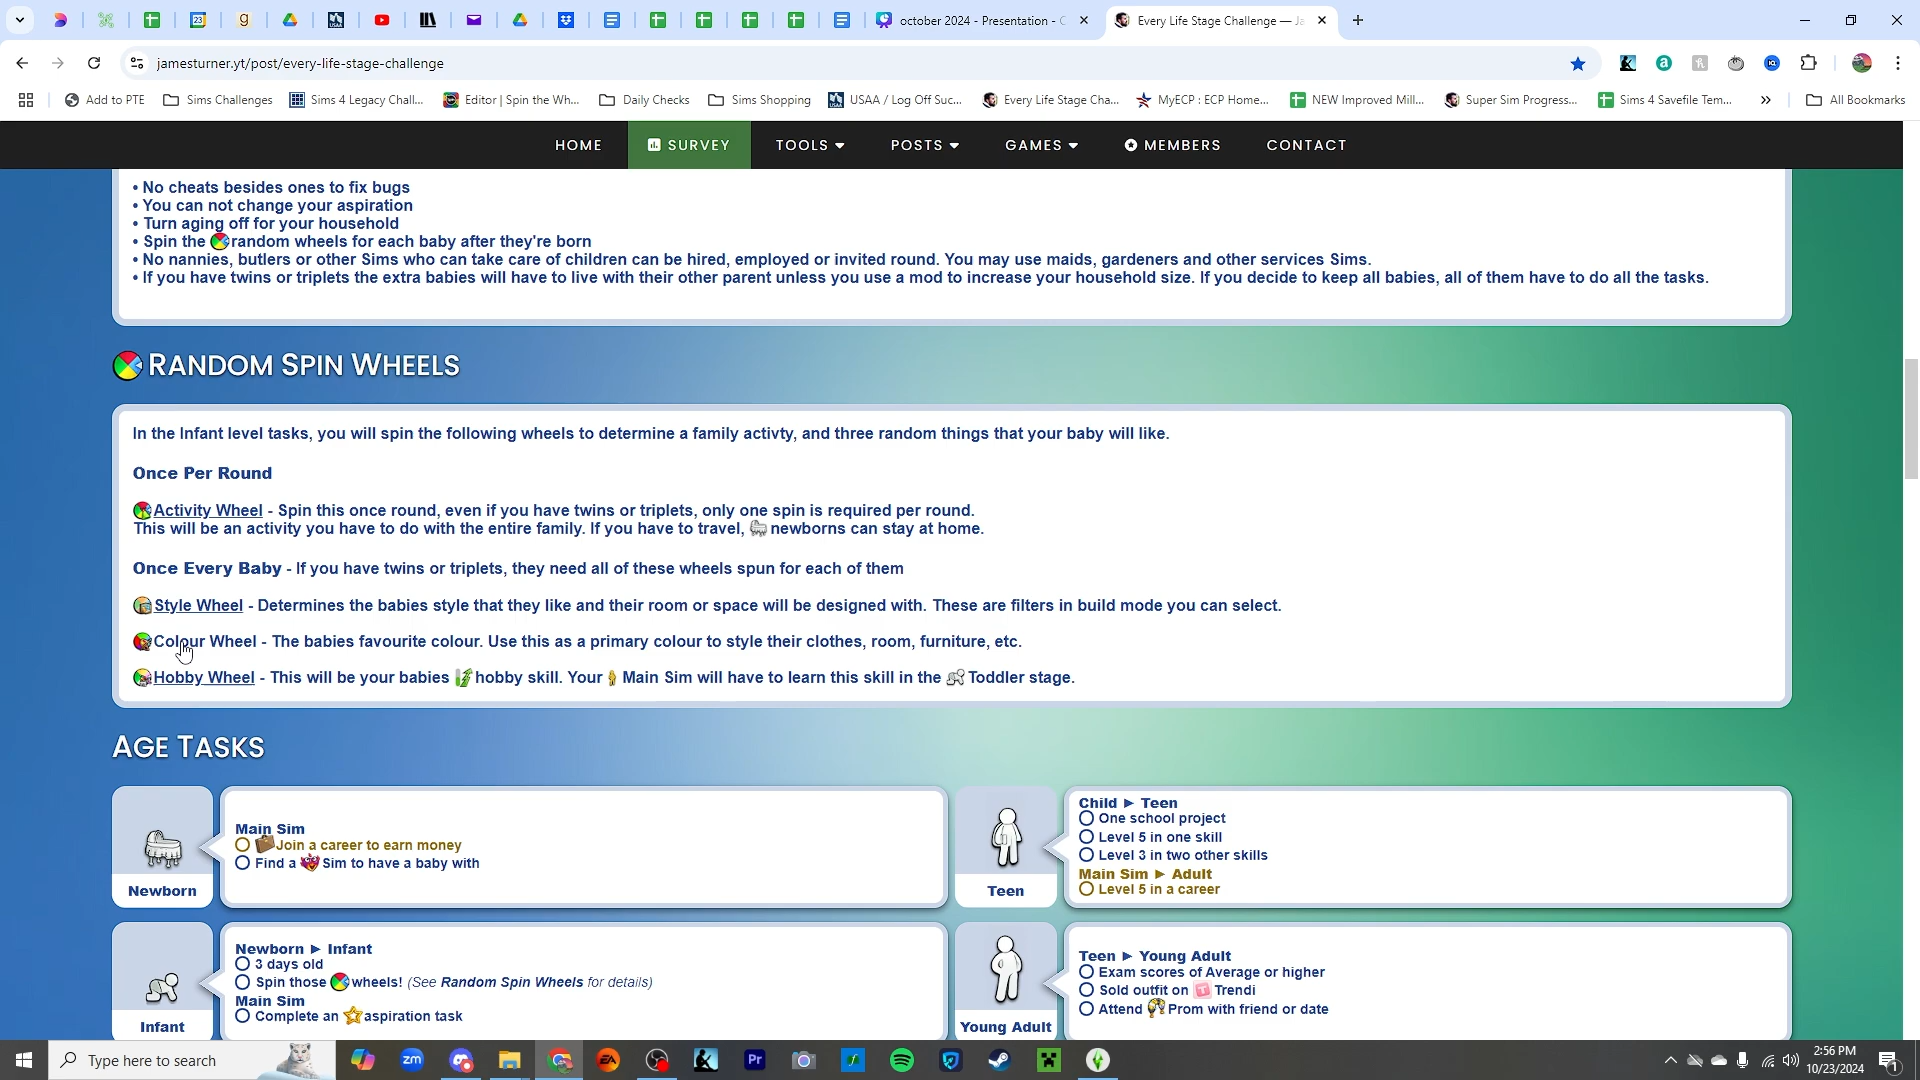 october 2024 - Presentation - C
Every Life Stage Challenge — Ja
jamesturner.yt/post/every-life-stage-challenge
Add to PTE
Sims Challenges
Sims 4 Legacy Chall...
Editor | Spin the Wh...
Daily Checks
Sims Shopping
USAA / Log Off Suc...
Every Life Stage Cha...
MyECP : ECP Home...
NEW Improved Mill...
Super Sim Progress...
Sims 4 Savefile Tem...
All Bookmarks
HOME
SURVEY
TOOLS
POSTS
GAMES
MEMBERS
CONTACT
• No cheats besides ones to fix bugs
• You can not change your aspiration
• Turn aging off for your household
• Spin the random wheels for each baby after they're born
• No nannies, butlers or other Sims who can take care of children can be hired, employed or invited round. You may use maids, gardeners and other services Sims.
• If you have twins or triplets the extra babies will have to live with their other parent unless you use a mod to increase your household size. If you decide to keep all babies, all of them have to do all the tasks.
RANDOM SPIN WHEELS
In the Infant level tasks, you will spin the following wheels to determine a family activty, and three random things that your baby will like.
Once Per Round
Activity Wheel - Spin this once round, even if you have twins or triplets, only one spin is required per round.
This will be an activity you have to do with the entire family. If you have to travel, newborns can stay at home.
Once Every Baby - If you have twins or triplets, they need all of these wheels spun for each of them
Style Wheel - Determines the babies style that they like and their room or space will be designed with. These are filters in build mode you can select.
Colour Wheel - The babies favourite colour. Use this as a primary colour to style their clothes, room, furniture, etc.
Hobby Wheel - This will be your babies hobby skill. Your Main Sim will have to learn this skill in the Toddler stage.
AGE TASKS
Newborn
Main Sim
Join a career to earn money
Find a Sim to have a baby with
Teen
Child ► Teen
One school project
Level 5 in one skill
Level 3 in two other skills
Main Sim ► Adult
Level 5 in a career
Infant
Newborn ► Infant
3 days old
Spin those wheels! (See Random Spin Wheels for details)
Main Sim
Complete an aspiration task
Young Adult
Teen ► Young Adult
Exam scores of Average or higher
Sold outfit on Trendi
Attend Prom with friend or date
Type here to search
2:56 PM
10/23/2024